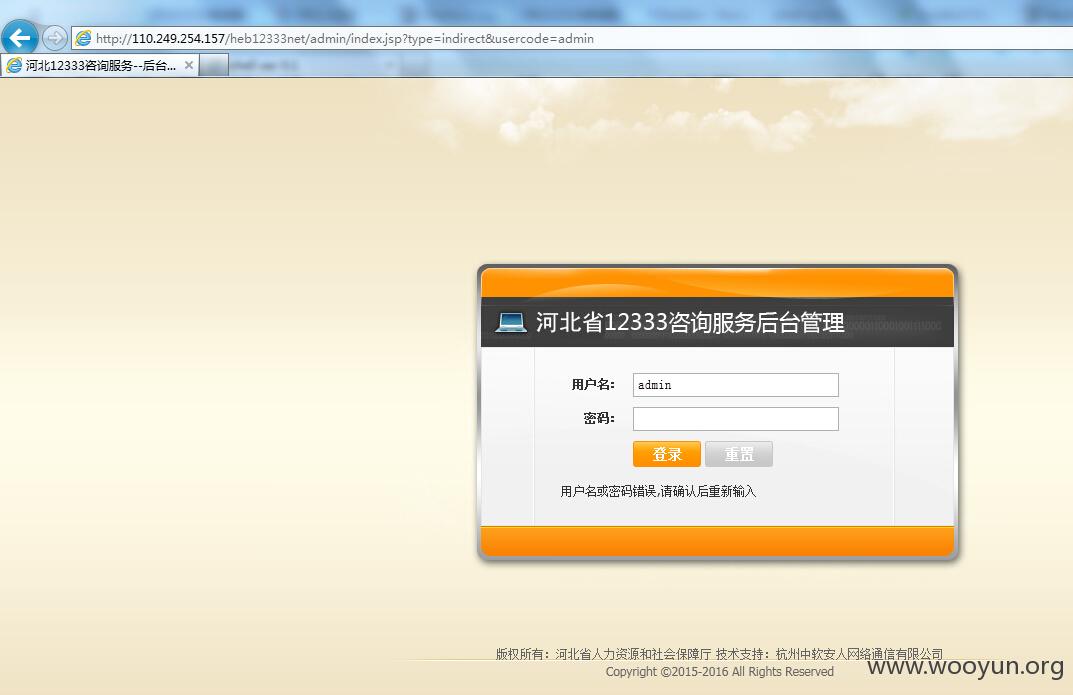 http://110.249.254.157/heb12333net/admin/index.jsp?type=indirect&usercode=admin
河北12333咨询服务--后台...
河北省12333咨询服务后台管理
用户名: admin
密码:
登录 重置
用户名或密码错误,请确认后重新输入
版权所有：河北省人力资源和社会保障厅 技术支持：杭州中软安人网络通信有限公司
Copyright ©2015-2016 All Rights Reserved
www.wooyun.org